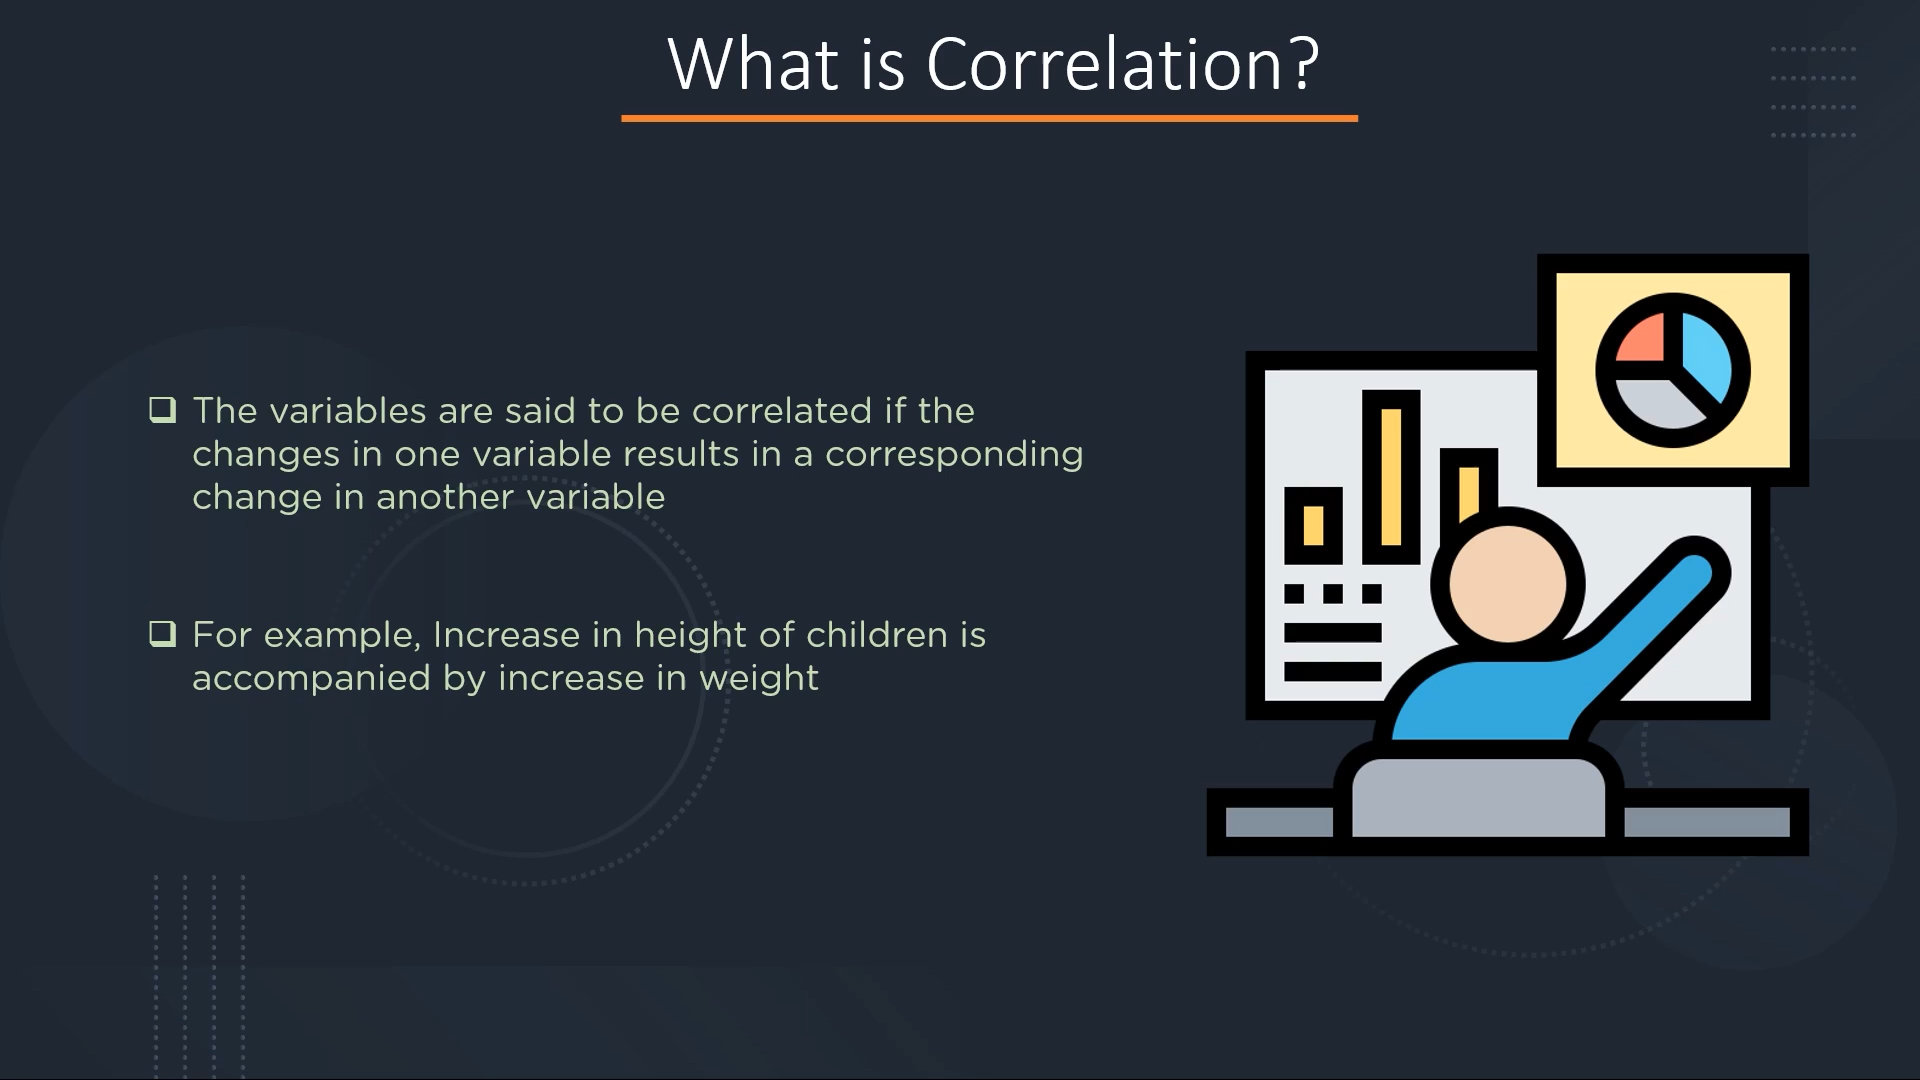 What is Correlation?
❑ The variables are said to be correlated if the
changes in one variable results in a corresponding
change in another variable
❑ For example, Increase in height of children is
accompanied by increase in weight